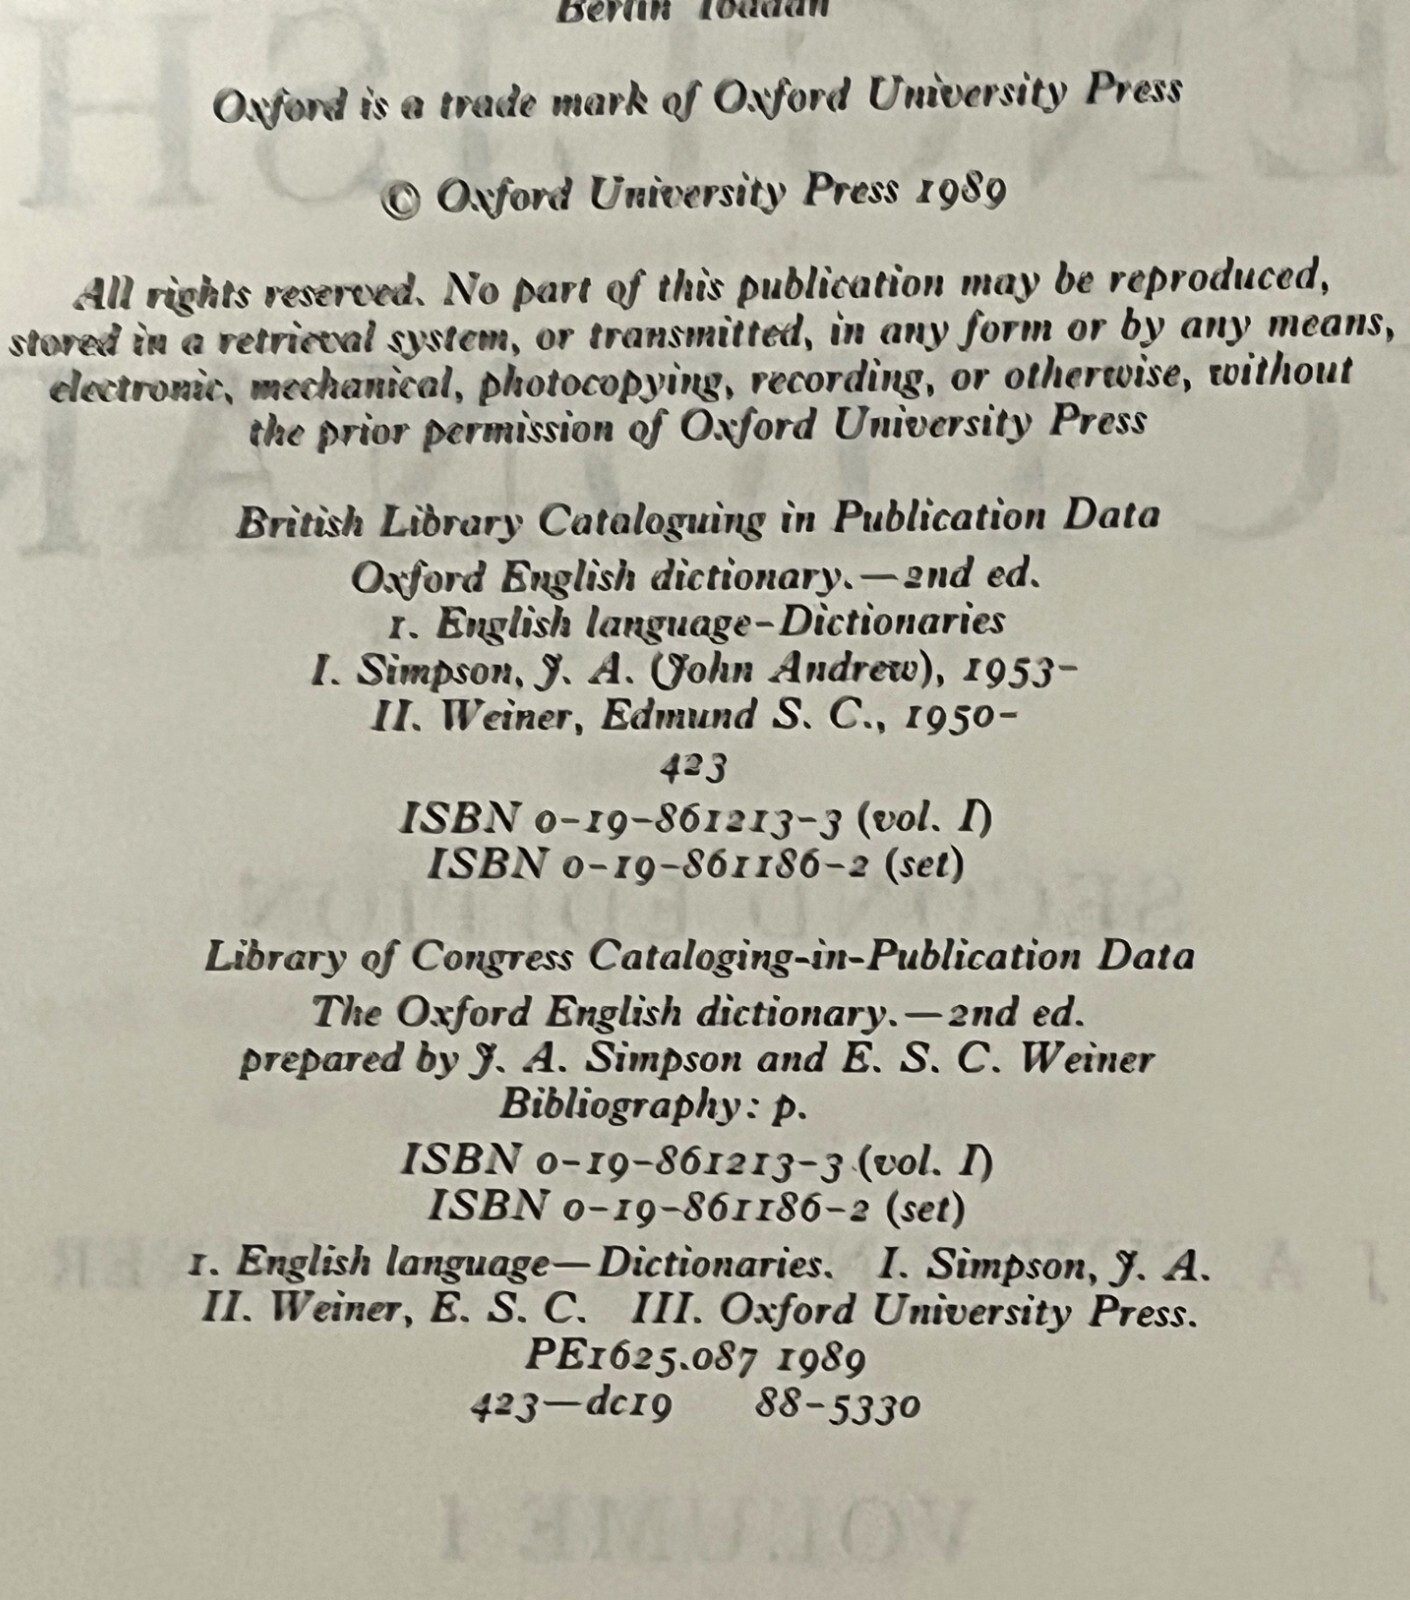 Berlin Ibadan
Oxford is a trade mark of Oxford University Press
© Oxford University Press 1989
All rights reserved. No part of this publication may be reproduced,
stored in a retrieval system, or transmitted, in any form or by any means,
electronic, mechanical, photocopying, recording, or otherwise, without
the prior permission of Oxford University Press
British Library Cataloguing in Publication Data
Oxford English dictionary.—2nd ed.
1. English language–Dictionaries
I. Simpson, J. A. (John Andrew), 1953–
II. Weiner, Edmund S. C., 1950–
423
ISBN 0-19-861213-3 (vol. I)
ISBN 0-19-861186-2 (set)
Library of Congress Cataloging-in-Publication Data
The Oxford English dictionary.—2nd ed.
prepared by J. A. Simpson and E. S. C. Weiner
Bibliography: p.
ISBN 0-19-861213-3 (vol. I)
ISBN 0-19-861186-2 (set)
1. English language—Dictionaries. I. Simpson, J. A.
II. Weiner, E. S. C. III. Oxford University Press.
PE1625.087 1989
423—dc19 88-5330